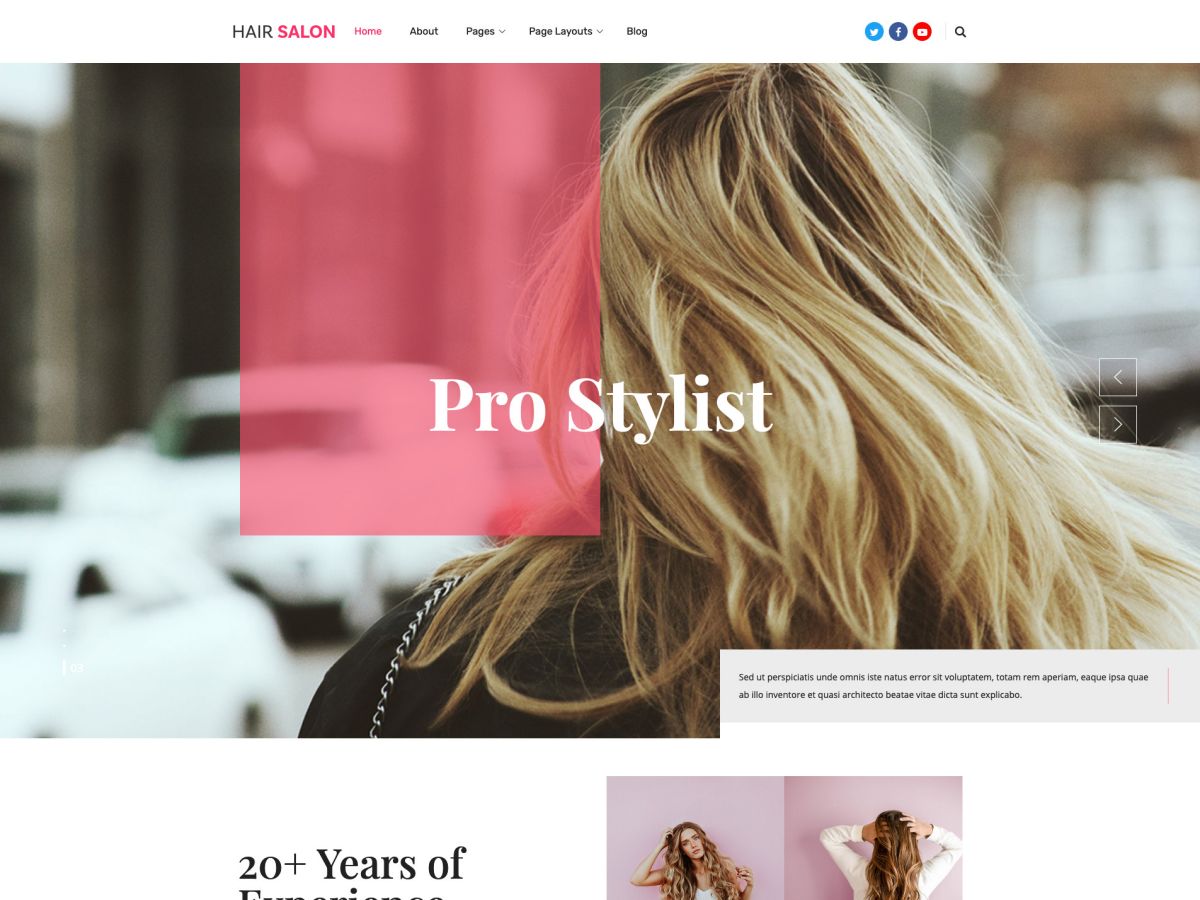 HAIR SALON
Home
About
Pages
Page Layouts
Blog
Pro Stylist
03
Sed ut perspiciatis unde omnis iste natus error sit voluptatem, totam rem aperiam, eaque ipsa quae
ab illo inventore et quasi architecto beatae vitae dicta sunt explicabo.
20+ Years of
Experience